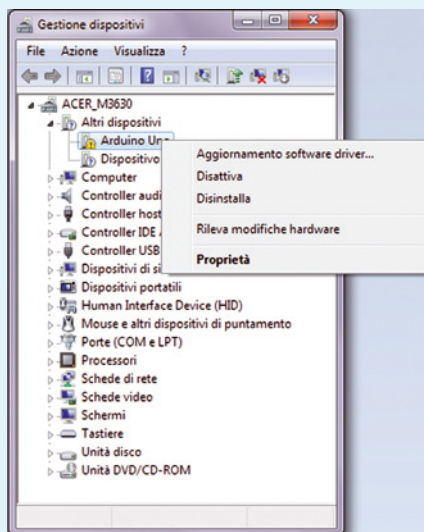 Gestione dispositivi
File Azione Visualizza ?
ACER_M3630
Altri dispositivi
Arduino Uno
Dispositivo
Computer
Controller audi
Controller host
Controller IDE
Controller USB
Dispositivi di si
Dispositivi portatili
Human Interface Device (HID)
Mouse e altri dispositivi di puntamento
Porte (COM e LPT)
Processori
Schede di rete
Schede video
Schermi
Tastiere
Unità disco
Unità DVD/CD-ROM
Aggiornamento software driver...
Disattiva
Disinstalla
Rileva modifiche hardware
Proprietà